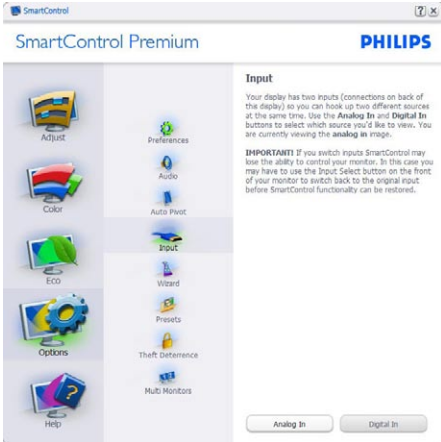 SmartControl
SmartControl Premium
PHILIPS
Adjust
Color
Eco
Options
Help
Preferences
Audio
Auto Pivot
Input
Wizard
Presets
Theft Deterrence
Multi Monitors
Input
Your display has two inputs (connections on back of
this display) so you can hook up two different sources
at the same time. Use the Analog In and Digital In
buttons to select which source you'd like to view. You
are currently viewing the analog in image.
IMPORTANT! If you switch inputs SmartControl may
lose the ability to control your monitor. In this case you
may have to use the Input Select button on the front
of your monitor to switch back to the original input
before SmartControl functionality can be restored.
Analog In
Digital In